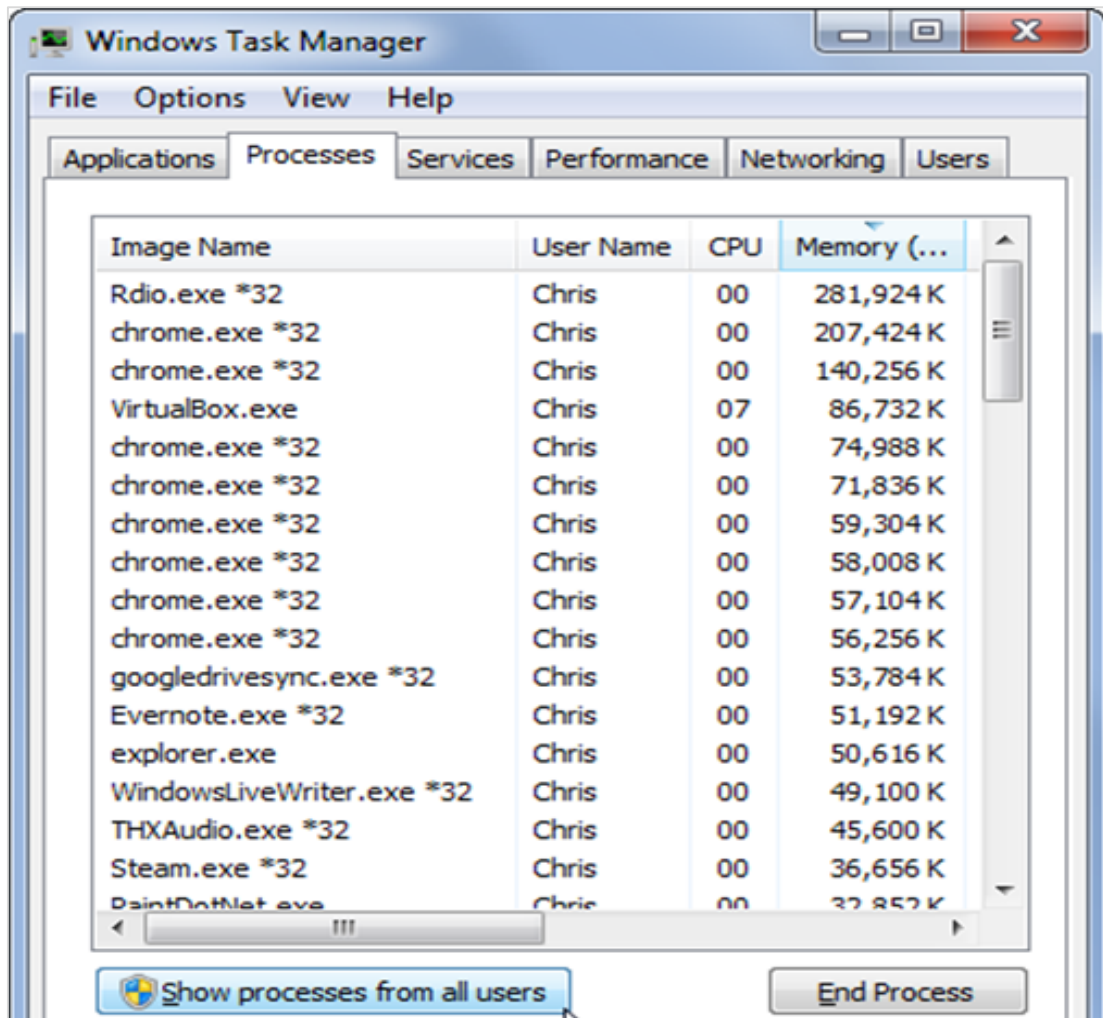 Windows Task Manager
File Options View Help
Applications Processes Services Performance Networking Users
Image Name User Name CPU Memory (...
Rdio.exe *32 Chris 00 281,924 K
chrome.exe *32 Chris 00 207,424 K
chrome.exe *32 Chris 00 140,256 K
VirtualBox.exe Chris 07 86,732 K
chrome.exe *32 Chris 00 74,988 K
chrome.exe *32 Chris 00 71,836 K
chrome.exe *32 Chris 00 59,304 K
chrome.exe *32 Chris 00 58,008 K
chrome.exe *32 Chris 00 57,104 K
chrome.exe *32 Chris 00 56,256 K
googledrivesync.exe *32 Chris 00 53,784 K
Evernote.exe *32 Chris 00 51,192 K
explorer.exe Chris 00 50,616 K
WindowsLiveWriter.exe *32 Chris 00 49,100 K
THXAudio.exe *32 Chris 00 45,600 K
Steam.exe *32 Chris 00 36,656 K
PaintDotNet.exe Chris 00 32,852 K
Show processes from all users End Process